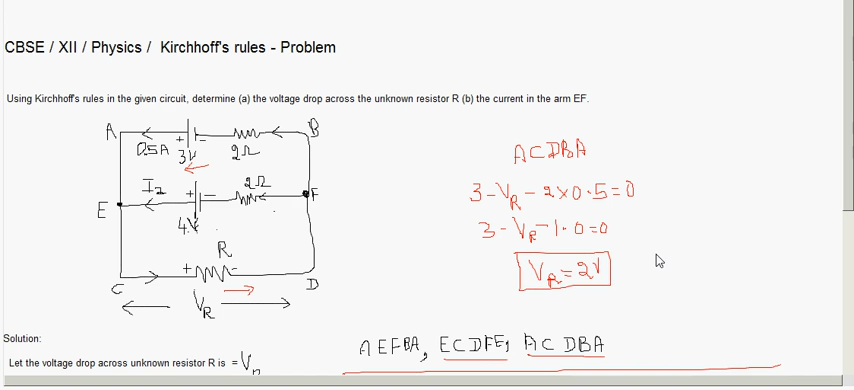 CBSE / XII / Physics / Kirchhoff's rules - Problem
Using Kirchhoff's rules in the given circuit, determine (a) the voltage drop across the unknown resistor R (b) the current in the arm EF.
A B
0.5A 3V 2Ω
+ -
I2 2Ω
+ -
E F
4V
R
+ -
C D
VR
ACDBA
3 - VR - 2 × 0.5 = 0
3 - VR - 1.0 = 0
VR = 2V
Solution:
AEFBA, ECDFE, ACDBA
Let the voltage drop across unknown resistor R is = VR